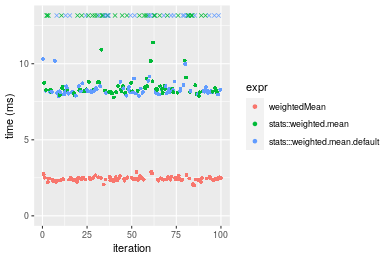 time (ms)
10
5
0
0
25
50
75
100
iteration
expr
weightedMean
stats::weighted.mean
stats:::weighted.mean.default